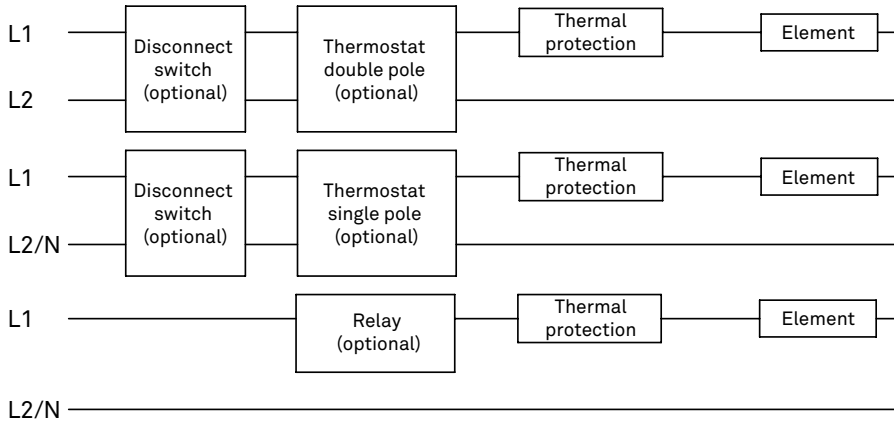 L1
Disconnect
switch
(optional)
Thermostat
double pole
(optional)
Thermal
protection
Element
L2
L1
Disconnect
switch
(optional)
Thermostat
single pole
(optional)
Thermal
protection
Element
L2/N
L1
Relay
(optional)
Thermal
protection
Element
L2/N